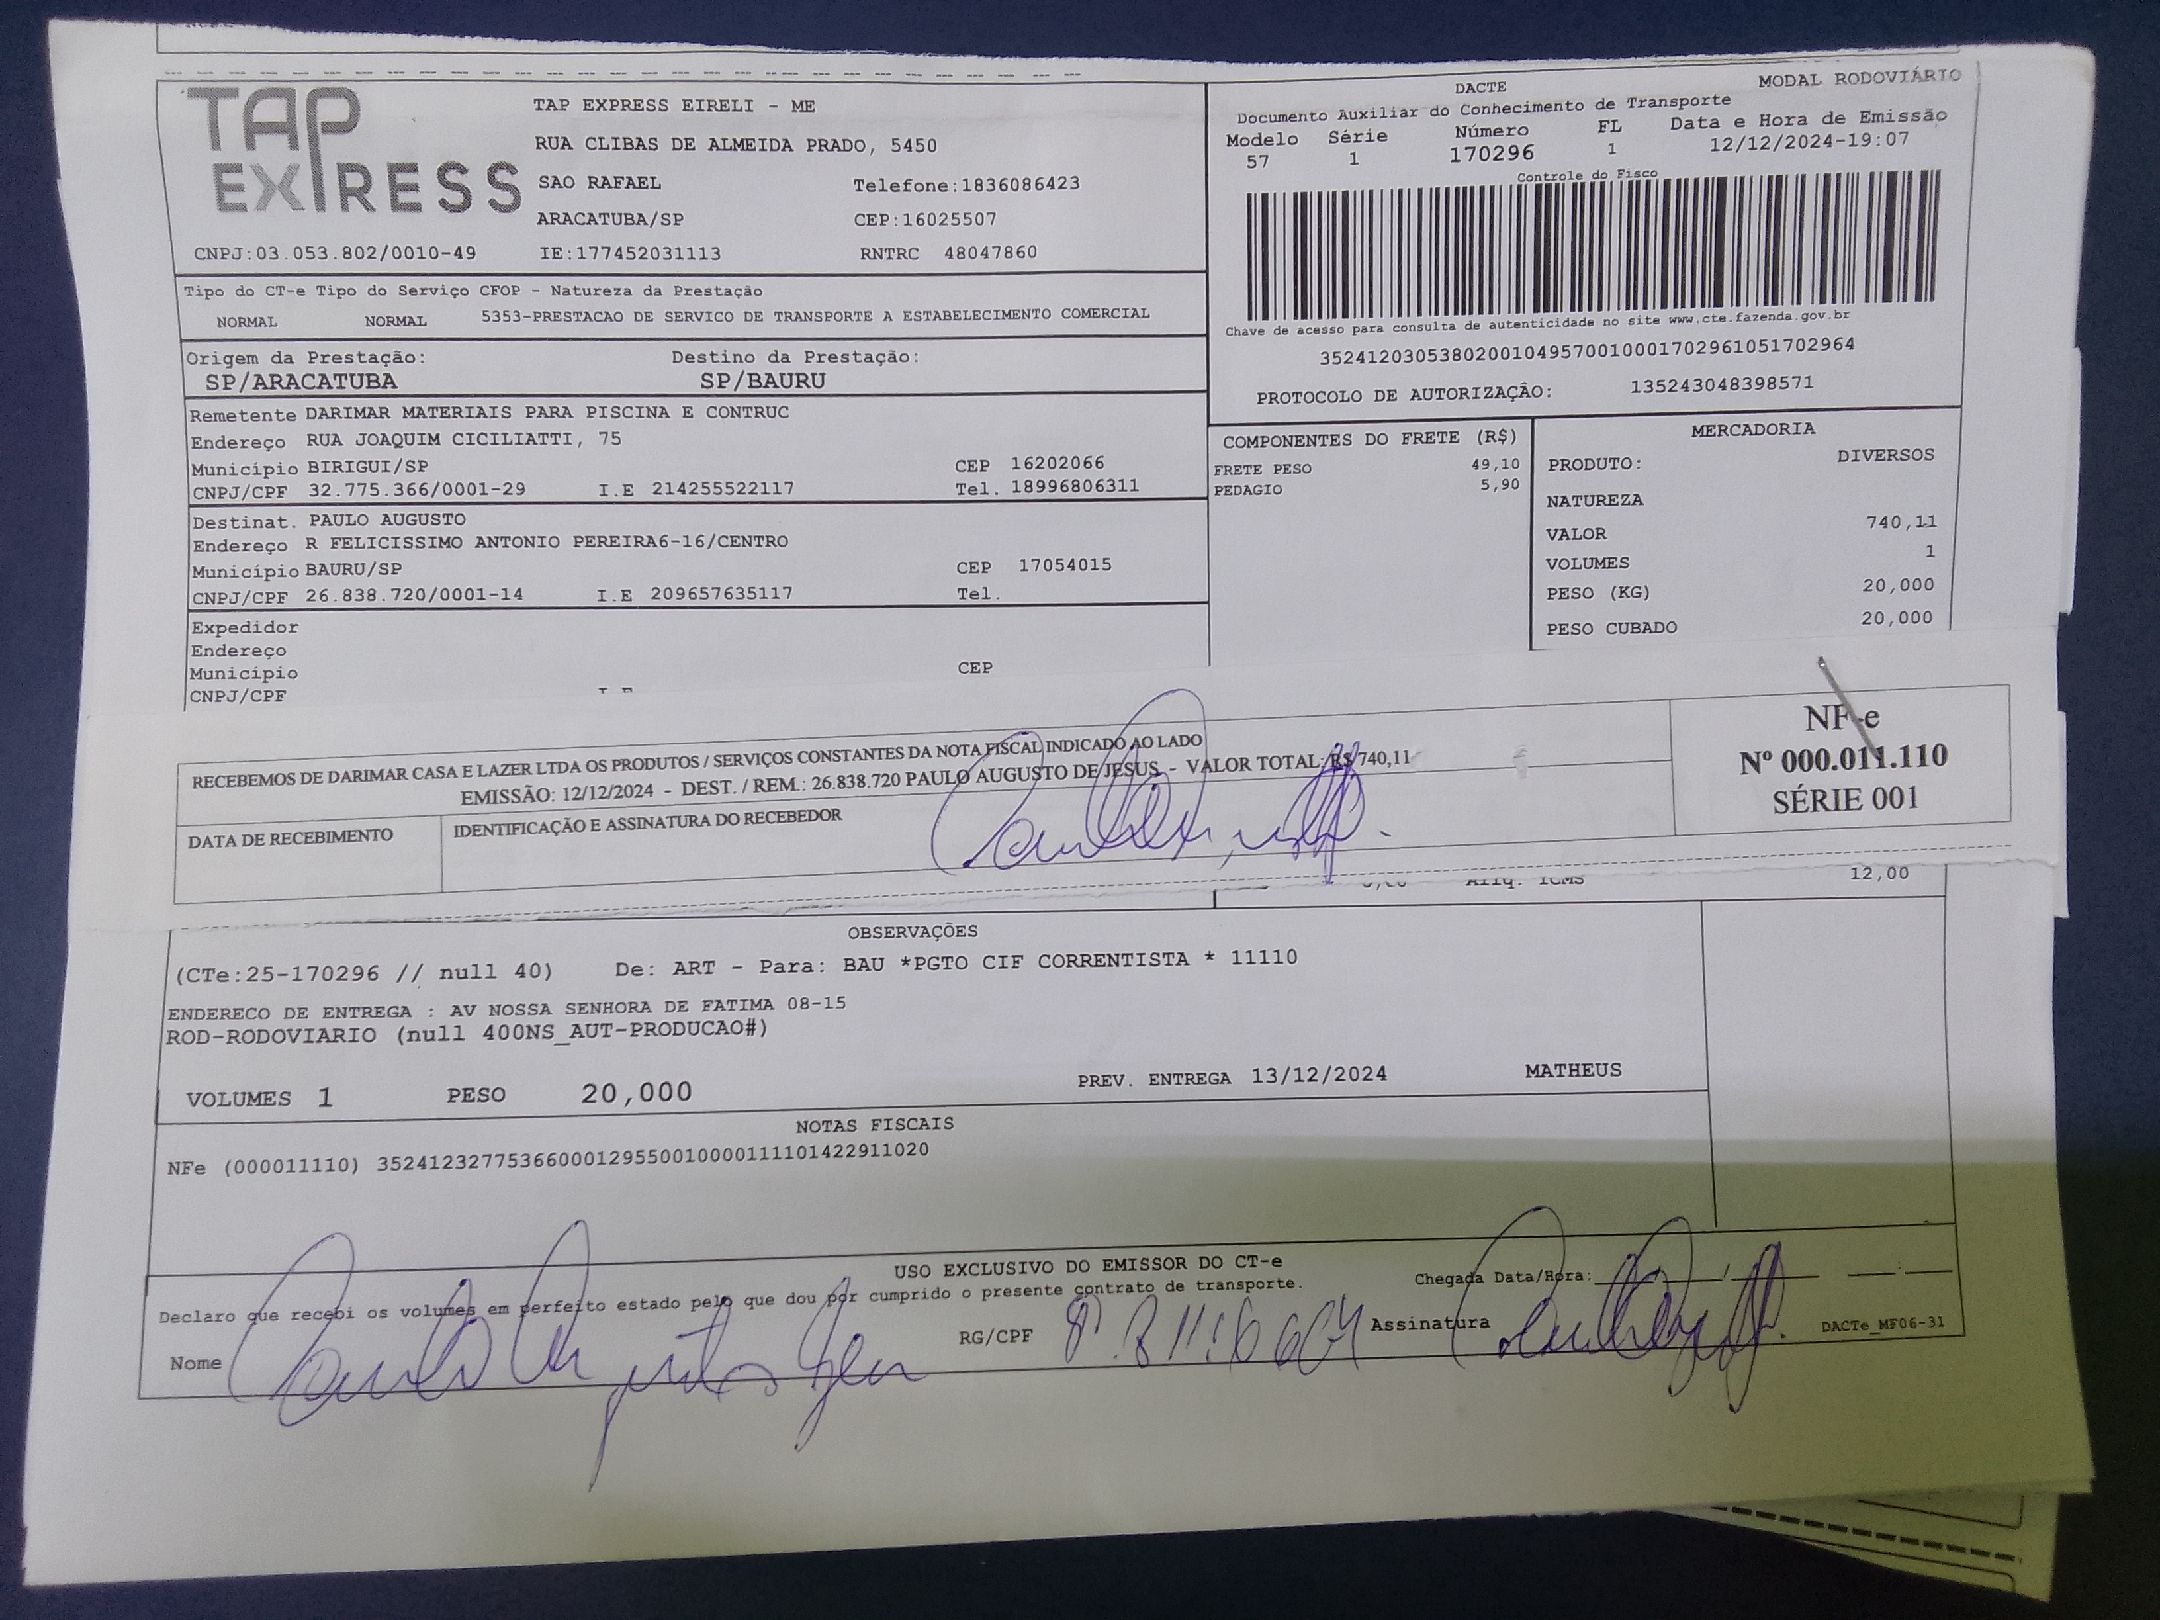 TAP EXPRESS
TAP EXPRESS EIRELI - ME
RUA CLIBAS DE ALMEIDA PRADO, 5450
SAO RAFAEL Telefone:1836086423
ARACATUBA/SP CEP:16025507
CNPJ:03.053.802/0010-49 IE:177452031113 RNTRC 48047860
DACTE MODAL RODOVIÁRIO
Documento Auxiliar do Conhecimento de Transporte
Modelo Série Número FL Data e Hora de Emissão
57 1 170296 1 12/12/2024-19:07
Controle do Fisco
Chave de acesso para consulta de autenticidade no site www.cte.fazenda.gov.br
35241203053802001049570010001702961051702964
PROTOCOLO DE AUTORIZAÇÃO: 135243048398571
Tipo do CT-e Tipo do Serviço CFOP - Natureza da Prestação
NORMAL NORMAL 5353-PRESTACAO DE SERVICO DE TRANSPORTE A ESTABELECIMENTO COMERCIAL
Origem da Prestação: Destino da Prestação:
SP/ARACATUBA SP/BAURU
Remetente DARIMAR MATERIAIS PARA PISCINA E CONTRUC
Endereço RUA JOAQUIM CICILIATTI, 75
Município BIRIGUI/SP CEP 16202066
CNPJ/CPF 32.775.366/0001-29 I.E 214255522117 Tel. 18996806311
Destinat. PAULO AUGUSTO
Endereço R FELICISSIMO ANTONIO PEREIRA6-16/CENTRO
Município BAURU/SP CEP 17054015
CNPJ/CPF 26.838.720/0001-14 I.E 209657635117 Tel.
Expedidor
Endereço
Município CEP
CNPJ/CPF
COMPONENTES DO FRETE (R$)
FRETE PESO 49,10
PEDAGIO 5,90
MERCADORIA
PRODUTO: DIVERSOS
NATUREZA
VALOR 740,11
VOLUMES 1
PESO (KG) 20,000
PESO CUBADO 20,000
RECEBEMOS DE DARIMAR CASA E LAZER LTDA OS PRODUTOS / SERVIÇOS CONSTANTES DA NOTA FISCAL INDICADO AO LADO
EMISSÃO: 12/12/2024 - DEST. / REM.: 26.838.720 PAULO AUGUSTO DE JESUS - VALOR TOTAL: R$ 740,11
DATA DE RECEBIMENTO IDENTIFICAÇÃO E ASSINATURA DO RECEBEDOR
NF-e
Nº 000.011.110
SÉRIE 001
Aliq. ICMS 12,00
OBSERVAÇÕES
(CTe:25-170296 // null 40) De: ART - Para: BAU *PGTO CIF CORRENTISTA * 11110
ENDERECO DE ENTREGA : AV NOSSA SENHORA DE FATIMA 08-15
ROD-RODOVIARIO (null 400NS_AUT-PRODUCAO#)
VOLUMES 1 PESO 20,000 PREV. ENTREGA 13/12/2024 MATHEUS
NOTAS FISCAIS
NFe (000011110) 35241232775366000129550010000111101422911020
USO EXCLUSIVO DO EMISSOR DO CT-e
Declaro que recebi os volumes em perfeito estado pelo que dou por cumprido o presente contrato de transporte.
Chegada Data/Hora: / / :
Nome RG/CPF Assinatura DACTe_MF06-31